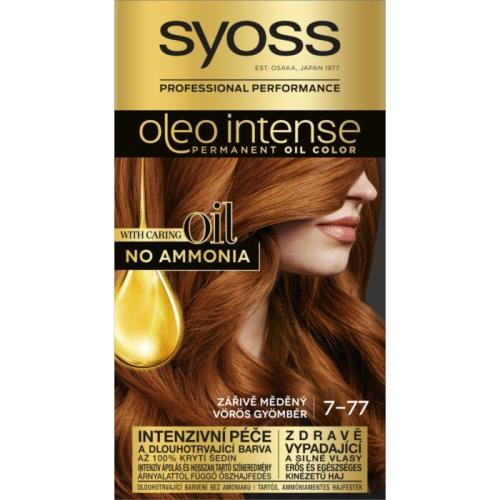 syoss
EST. OSAKA, JAPAN 1977
PROFESSIONAL PERFORMANCE
oleo intense
PERMANENT OIL COLOR
WITH CARING oil
NO AMMONIA
ZÁŘIVĚ MĚDĚNÝ
VÖRÖS GYÖMBÉR 7-77
INTENZIVNÍ PÉČE
A DLOUHOTRVAJÍCÍ BARVA
AŽ 100% KRYTÍ ŠEDIN
INTENZÍV ÁPOLÁS ÉS HOSSZAN TARTÓ SZÍNEREDMÉNY
ÁRNYALATTÓL FÜGGŐ ŐSZHAJFEDÉS
ZDRAVĚ
VYPADAJÍCÍ
A SILNÉ VLASY
ERŐS ÉS EGÉSZSÉGES
KINÉZETŰ HAJ
DLOUHOTRVAJÍCÍ BARVENÍ BEZ AMONIAKU | TARTÓS, AMMÓNIAMENTES HAJFESTÉK